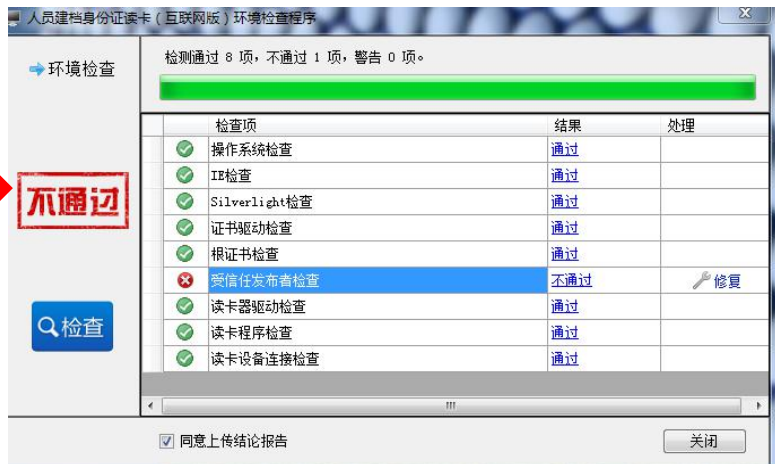 人员建档身份证读卡（互联网版）环境检查程序
环境检查
检测通过 8 项，不通过 1 项，警告 0 项。
检查项 结果 处理
操作系统检查 通过
IE检查 通过
Silverlight检查 通过
证书驱动检查 通过
根证书检查 通过
受信任发布者检查 不通过 修复
读卡器驱动检查 通过
读卡程序检查 通过
读卡设备连接检查 通过
不通过
检查
同意上传结论报告
关闭